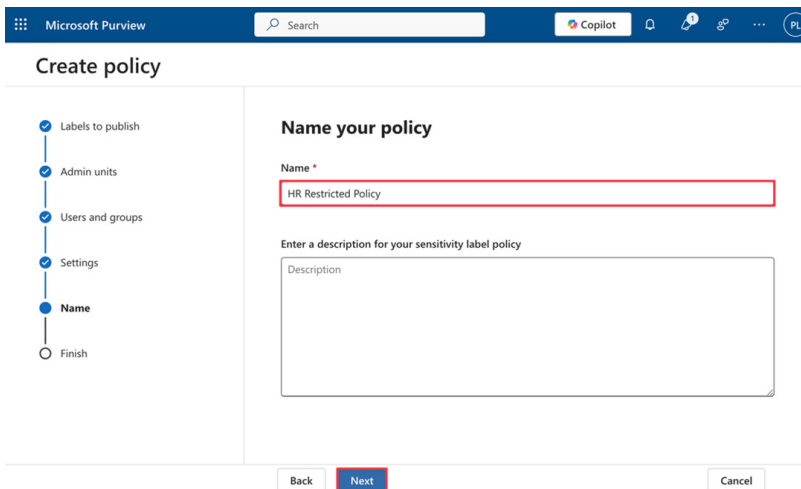 Microsoft Purview
Search
Copilot
1
PL
Create policy
Labels to publish
Admin units
Users and groups
Settings
Name
Finish
Name your policy
Name *
HR Restricted Policy
Enter a description for your sensitivity label policy
Description
Back
Next
Cancel